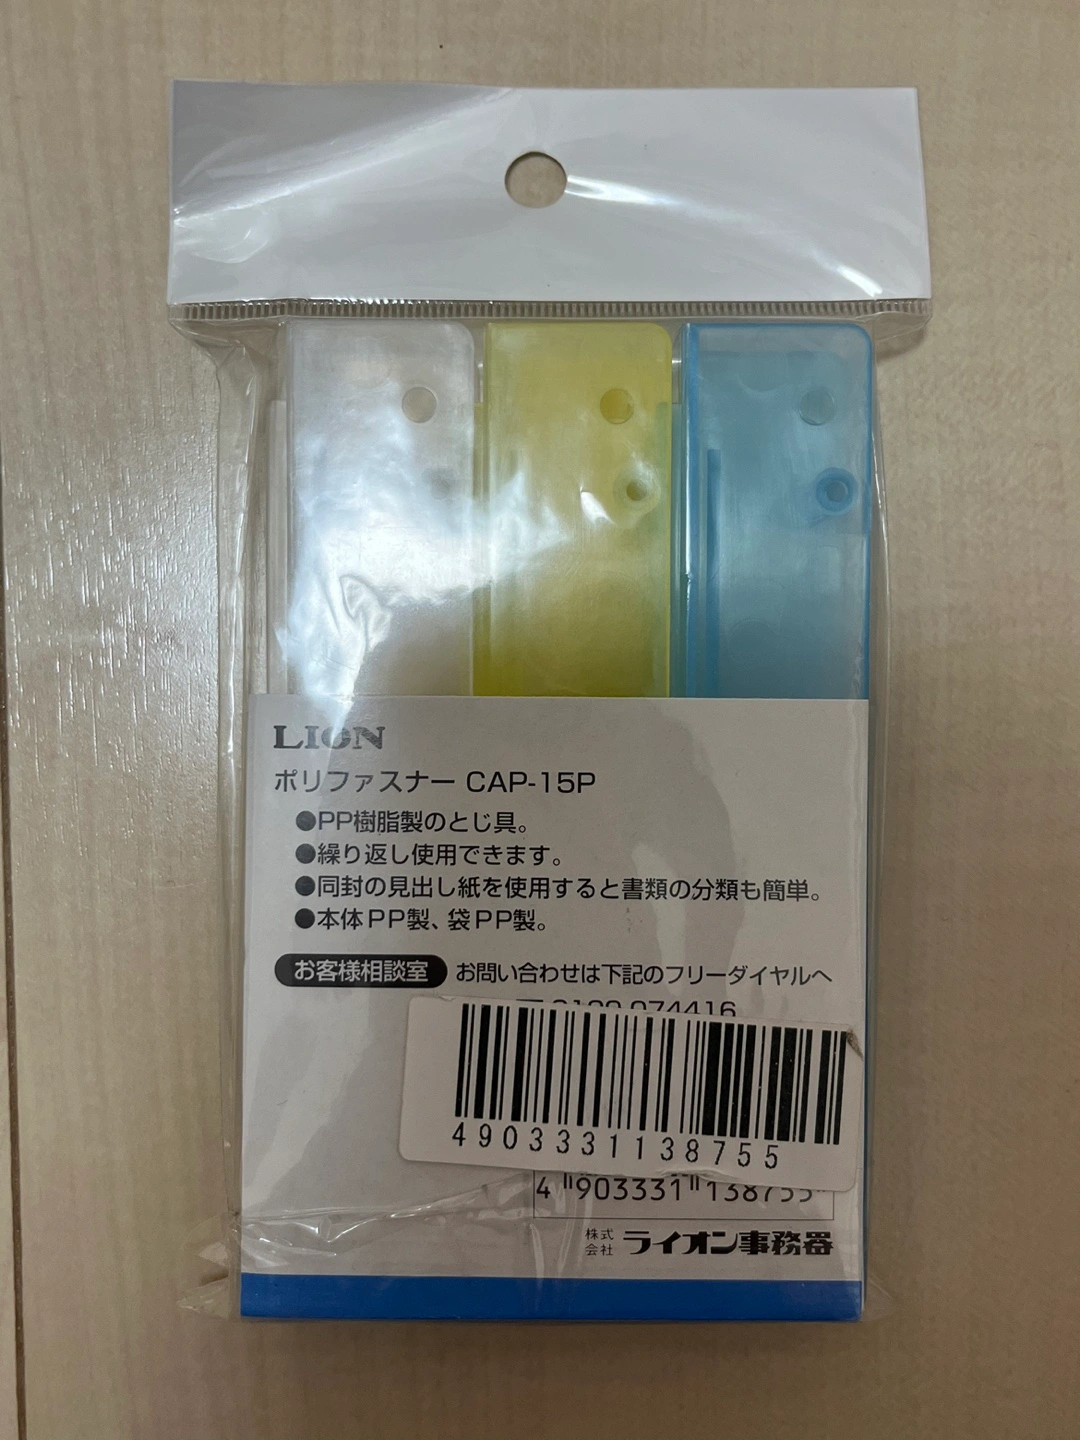 LION
ポリファスナー CAP-15P
●PP樹脂製のとじ具。
●繰り返し使用できます。
●同封の見出し紙を使用すると書類の分類も簡単。
●本体PP製、袋PP製。
お客様相談室 お問い合わせは下記のフリーダイヤルへ
0120-074416
4903331138755
4 903331 138755
株式会社 ライオン事務器